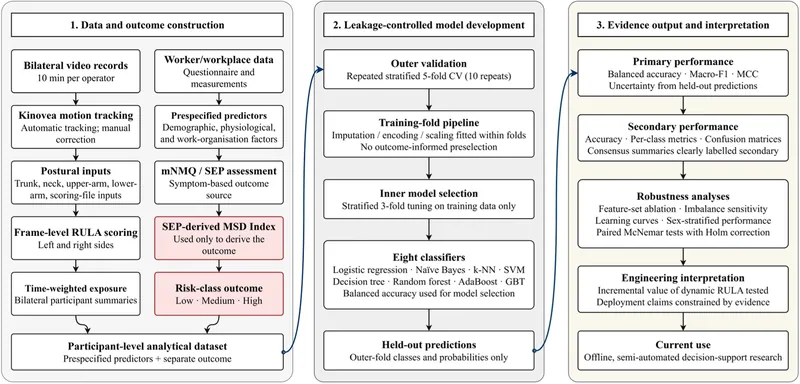 1. Data and outcome construction
Bilateral video records
10 min per operator
Kinovea motion tracking
Automatic tracking; manual
correction
Postural inputs
Trunk, neck, upper-arm, lower-
arm, scoring-file inputs
Frame-level RULA scoring
Left and right sides
Time-weighted exposure
Bilateral participant summaries
Worker/workplace data
Questionnaire and
measurements
Prespecified predictors
Demographic, physiological,
and work-organisation factors
mNMQ / SEP assessment
Symptom-based outcome
source
SEP-derived MSD Index
Used only to derive the
outcome
Risk-class outcome
Low · Medium · High
Participant-level analytical dataset
Prespecified predictors + separate outcome
2. Leakage-controlled model development
Outer validation
Repeated stratified 5-fold CV (10 repeats)
Training-fold pipeline
Imputation / encoding / scaling fitted within folds
No outcome-informed preselection
Inner model selection
Stratified 3-fold tuning on training data only
Eight classifiers
Logistic regression · Naïve Bayes · k-NN · SVM
Decision tree · Random forest · AdaBoost · GBT
Balanced accuracy used for model selection
Held-out predictions
Outer-fold classes and probabilities only
3. Evidence output and interpretation
Primary performance
Balanced accuracy · Macro-F1 · MCC
Uncertainty from held-out predictions
Secondary performance
Accuracy · Per-class metrics · Confusion matrices
Consensus summaries clearly labelled secondary
Robustness analyses
Feature-set ablation · Imbalance sensitivity
Learning curves · Sex-stratified performance
Paired McNemar tests with Holm correction
Engineering interpretation
Incremental value of dynamic RULA tested
Deployment claims constrained by evidence
Current use
Offline, semi-automated decision-support research